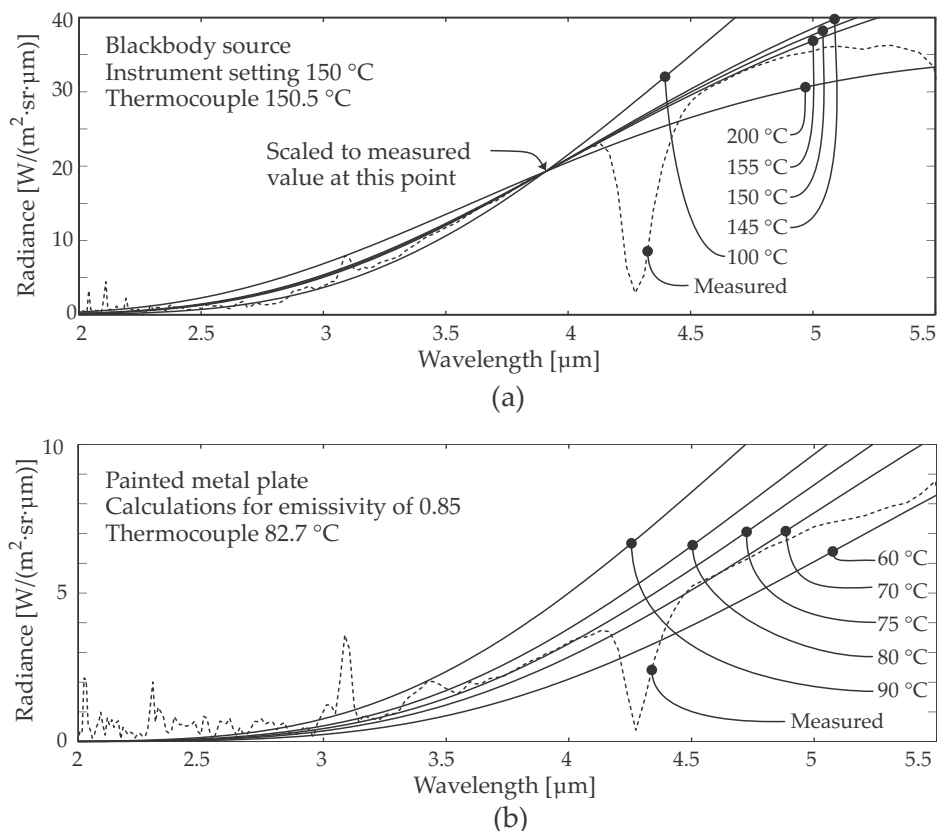 40
30
20
10
0
Radiance [W/(m²·sr·μm)]
Blackbody source
Instrument setting 150 °C
Thermocouple 150.5 °C
Scaled to measured
value at this point
200 °C
155 °C
150 °C
145 °C
100 °C
Measured
2 2.5 3 3.5 4 4.5 5 5.5
Wavelength [μm]
(a)
10
5
0
Radiance [W/(m²·sr·μm)]
Painted metal plate
Calculations for emissivity of 0.85
Thermocouple 82.7 °C
60 °C
70 °C
75 °C
80 °C
90 °C
Measured
2 2.5 3 3.5 4 4.5 5 5.5
Wavelength [μm]
(b)